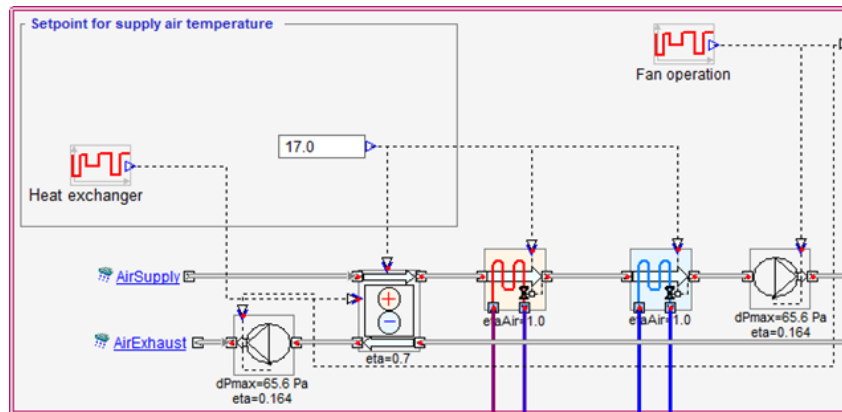 Setpoint for supply air temperature
Fan operation
17.0
Heat exchanger
AirSupply
etaAir=1.0
etaAir=1.0
dPmax=65.6 Pa
eta=0.164
AirExhaust
eta=0.7
dPmax=65.6 Pa
eta=0.164